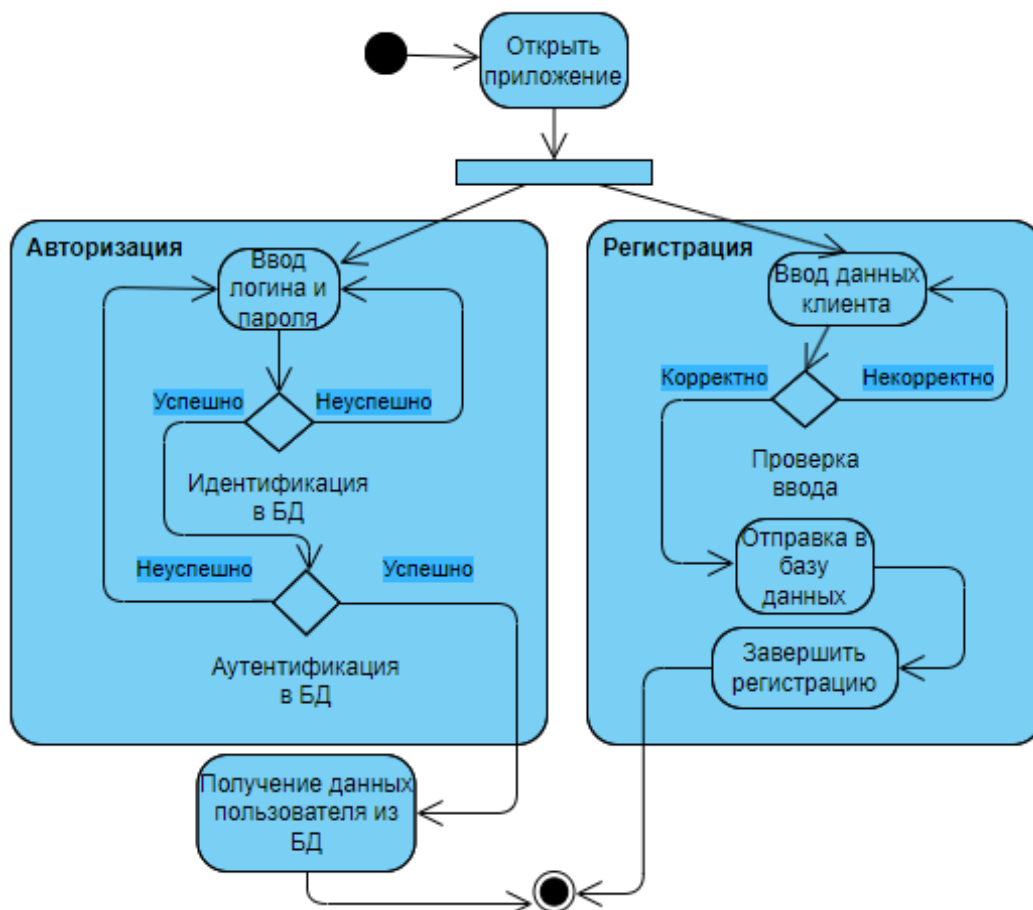 Открыть
приложение
Авторизация
Ввод
логина и
пароля
Успешно
Неуспешно
Идентификация
в БД
Неуспешно
Успешно
Аутентификация
в БД
Получение данных
пользователя из
БД
Регистрация
Ввод данных
клиента
Корректно
Некорректно
Проверка
ввода
Отправка в
базу
данных
Завершить
регистрацию